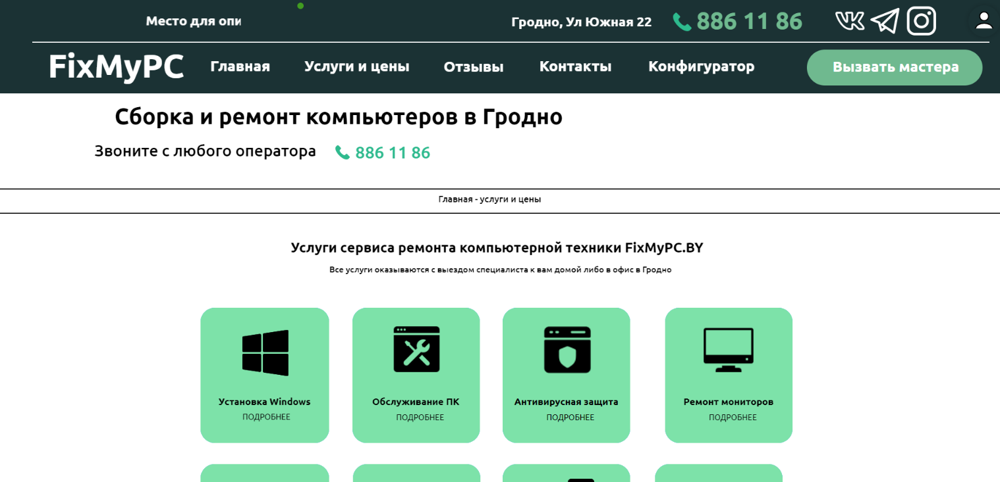 Место для опи
Гродно, Ул Южная 22
886 11 86
FixMyPC
Главная
Услуги и цены
Отзывы
Контакты
Конфигуратор
Вызвать мастера
Сборка и ремонт компьютеров в Гродно
Звоните с любого оператора
886 11 86
Главная - услуги и цены
Услуги сервиса ремонта компьютерной техники FixMyPC.BY
Все услуги оказываются с выездом специалиста к вам домой либо в офис в Гродно
Установка Windows
ПОДРОБНЕЕ
Обслуживание ПК
ПОДРОБНЕЕ
Антивирусная защита
ПОДРОБНЕЕ
Ремонт мониторов
ПОДРОБНЕЕ